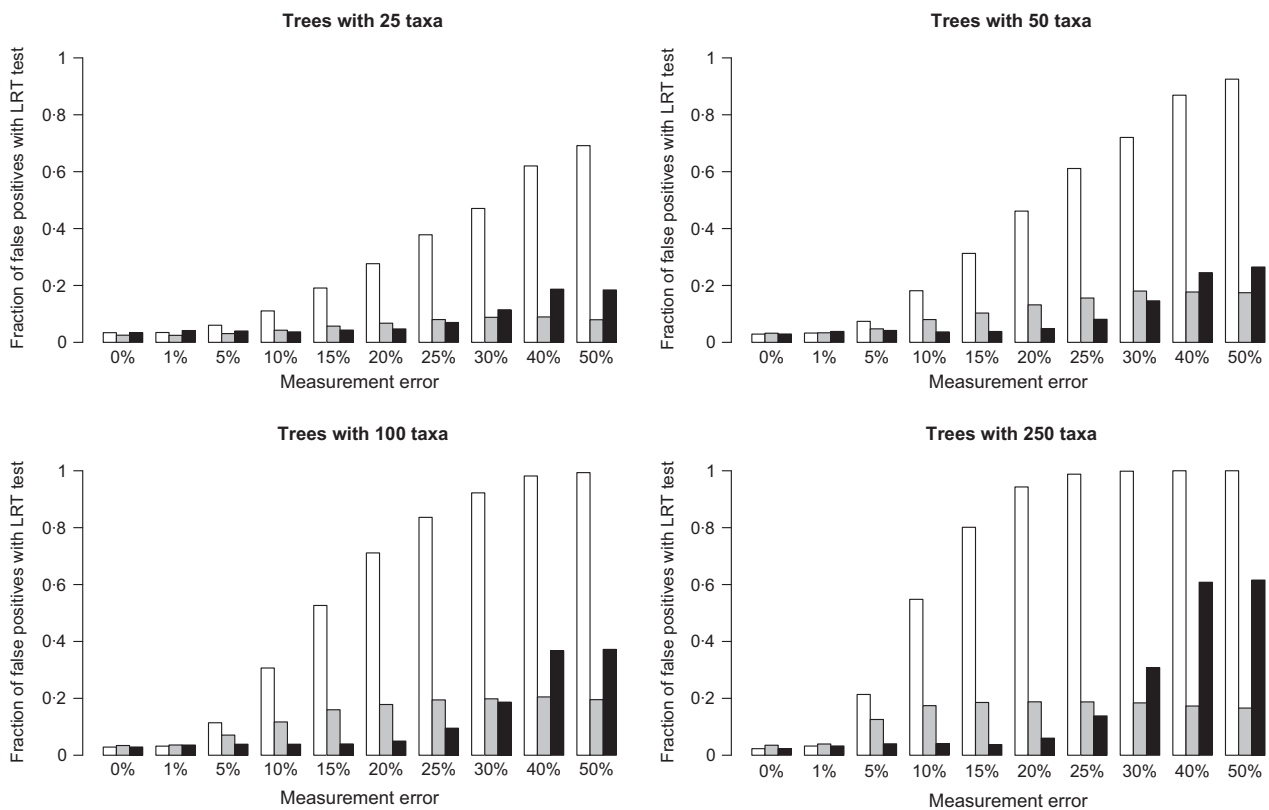 Trees with 25 taxa
Fraction of false positives with LRT test
1
0·8
0·6
0·4
0·2
0
0% 1% 5% 10% 15% 20% 25% 30% 40% 50%
Measurement error
Trees with 50 taxa
Fraction of false positives with LRT test
1
0·8
0·6
0·4
0·2
0
0% 1% 5% 10% 15% 20% 25% 30% 40% 50%
Measurement error
Trees with 100 taxa
Fraction of false positives with LRT test
1
0·8
0·6
0·4
0·2
0
0% 1% 5% 10% 15% 20% 25% 30% 40% 50%
Measurement error
Trees with 250 taxa
Fraction of false positives with LRT test
1
0·8
0·6
0·4
0·2
0
0% 1% 5% 10% 15% 20% 25% 30% 40% 50%
Measurement error